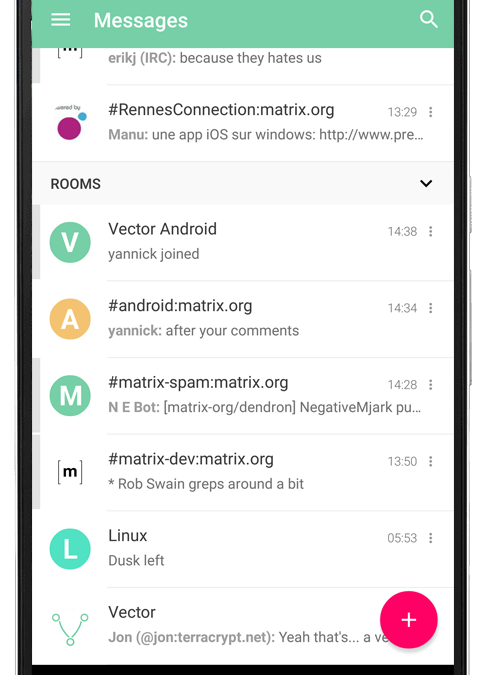 Messages
erikj (IRC): because they hates us
#RennesConnection:matrix.org
13:29
Manu: une app iOS sur windows: http://www.pre…
ROOMS
V
Vector Android
14:38
yannick joined
A
#android:matrix.org
14:34
yannick: after your comments
M
#matrix-spam:matrix.org
14:28
N E Bot: [matrix-org/dendron] NegativeMjark pu…
[m]
#matrix-dev:matrix.org
13:50
* Rob Swain greps around a bit
L
Linux
05:53
Dusk left
Vector
Jon (@jon:terracrypt.net): Yeah that's... a
+